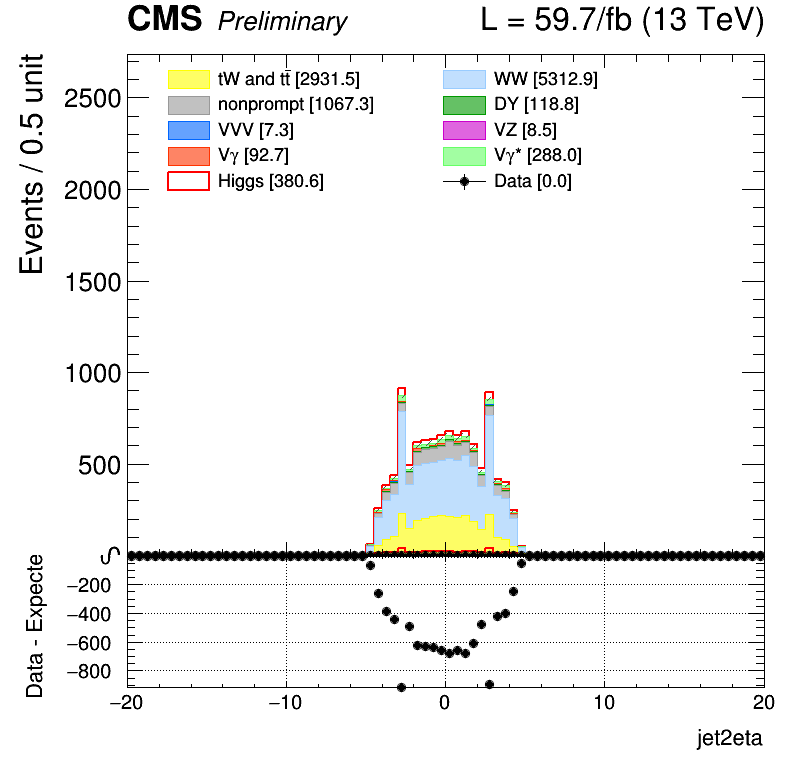 CMS Preliminary L = 59.7/fb (13 TeV)
Events / 0.5 unit
tW and tt̄ [2931.5] WW [5312.9]
nonprompt [1067.3] DY [118.8]
VVV [7.3] VZ [8.5]
Vγ [92.7] Vγ* [288.0]
Higgs [380.6] Data [0.0]
2500
2000
1500
1000
500
0
Data - Expecte
−200
−400
−600
−800
−20 −10 0 10 20
jet2eta